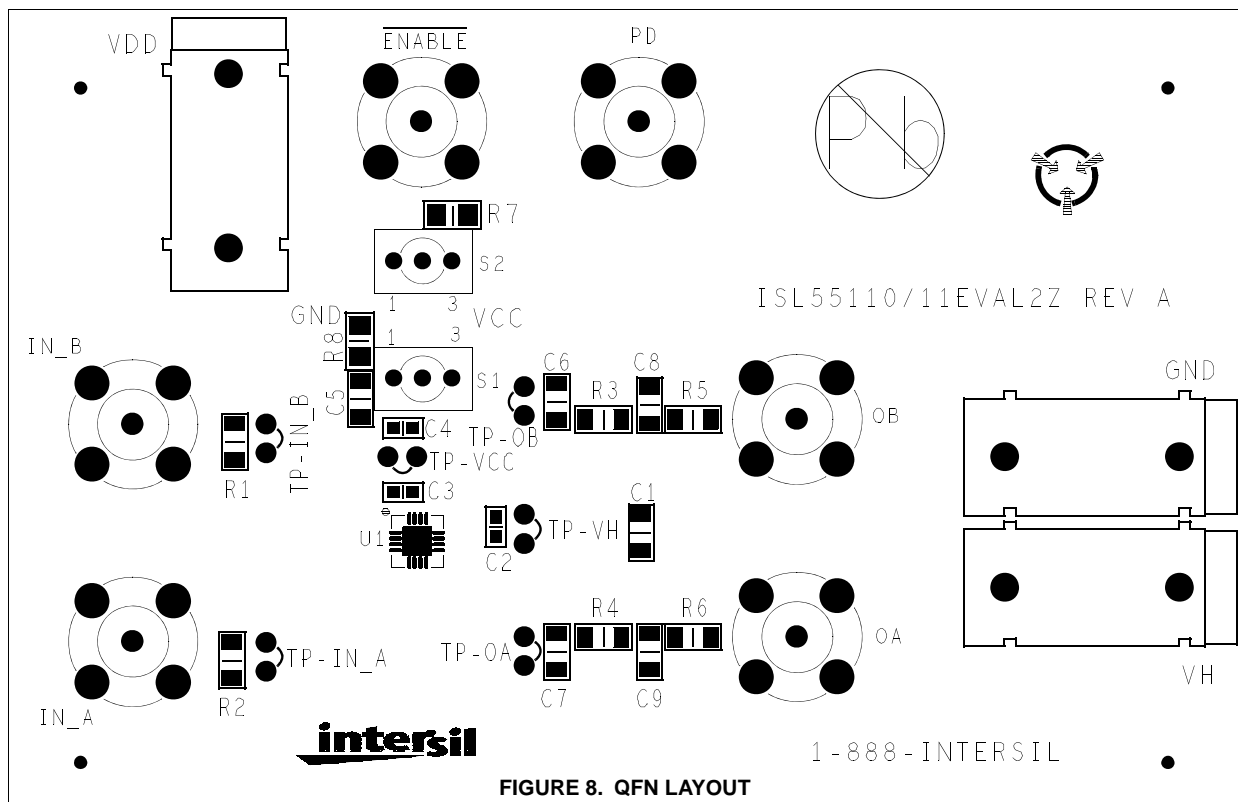 VDD
ENABLE
PD
Pb
R7
S2
1 3
GND
VCC
ISL55110/11EVAL2Z REV A
R8
1 3
S1
IN_B
C5
C6
C8
R3
R5
GND
OB
TP-IN_B
C4
TP-OB
TP-VCC
R1
C3
C1
U1
C2
TP-VH
R4
R6
OA
TP-IN_A
TP-OA
VH
R2
C7
C9
IN_A
intersil
1-888-INTERSIL
FIGURE 8. QFN LAYOUT